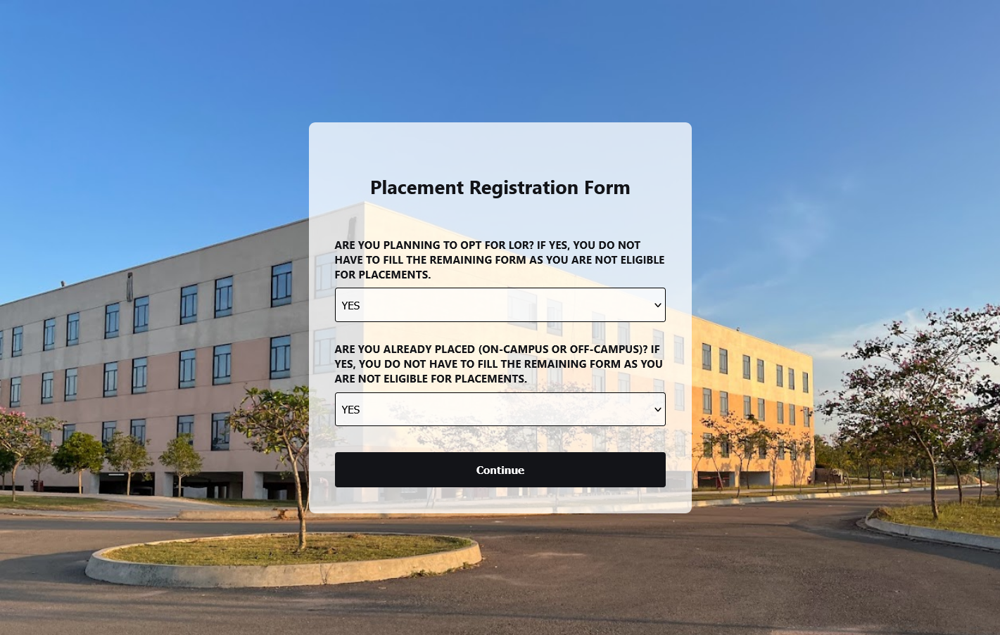 Placement Registration Form
ARE YOU PLANNING TO OPT FOR LOR? IF YES, YOU DO NOT
HAVE TO FILL THE REMAINING FORM AS YOU ARE NOT ELIGIBLE
FOR PLACEMENTS.
YES
ARE YOU ALREADY PLACED (ON-CAMPUS OR OFF-CAMPUS)? IF
YES, YOU DO NOT HAVE TO FILL THE REMAINING FORM AS YOU
ARE NOT ELIGIBLE FOR PLACEMENTS.
YES
Continue